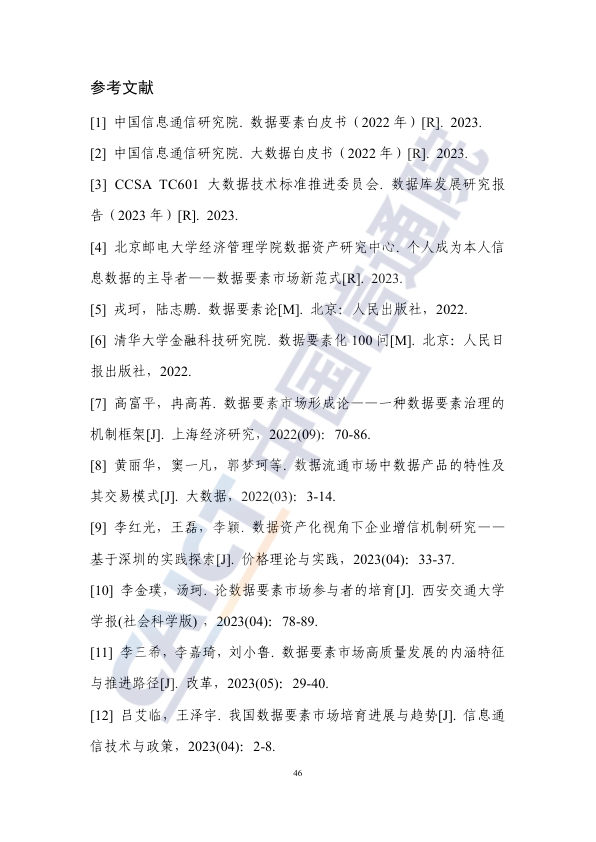 参考文献
[1] 中国信息通信研究院. 数据要素白皮书（2022 年）[R]. 2023.
[2] 中国信息通信研究院. 大数据白皮书（2022 年）[R]. 2023.
[3] CCSA TC601 大数据技术标准推进委员会. 数据库发展研究报
告（2023 年）[R]. 2023.
[4] 北京邮电大学经济管理学院数据资产研究中心. 个人成为本人信
息数据的主导者——数据要素市场新范式[R]. 2023.
[5] 戎珂，陆志鹏. 数据要素论[M]. 北京：人民出版社，2022.
[6] 清华大学金融科技研究院. 数据要素化 100 问[M]. 北京：人民日
报出版社，2022.
[7] 高富平，冉高苒. 数据要素市场形成论——一种数据要素治理的
机制框架[J]. 上海经济研究，2022(09)：70-86.
[8] 黄丽华，窦一凡，郭梦珂等. 数据流通市场中数据产品的特性及
其交易模式[J]. 大数据，2022(03)：3-14.
[9] 李红光，王磊，李颖. 数据资产化视角下企业增信机制研究——
基于深圳的实践探索[J]. 价格理论与实践，2023(04)：33-37.
[10] 李金璞，汤珂. 论数据要素市场参与者的培育[J]. 西安交通大学
学报(社会科学版) ，2023(04)：78-89.
[11] 李三希，李嘉琦，刘小鲁. 数据要素市场高质量发展的内涵特征
与推进路径[J]. 改革，2023(05)：29-40.
[12] 吕艾临，王泽宇. 我国数据要素市场培育进展与趋势[J]. 信息通
信技术与政策，2023(04)：2-8.
46
CAICT 中国信通院